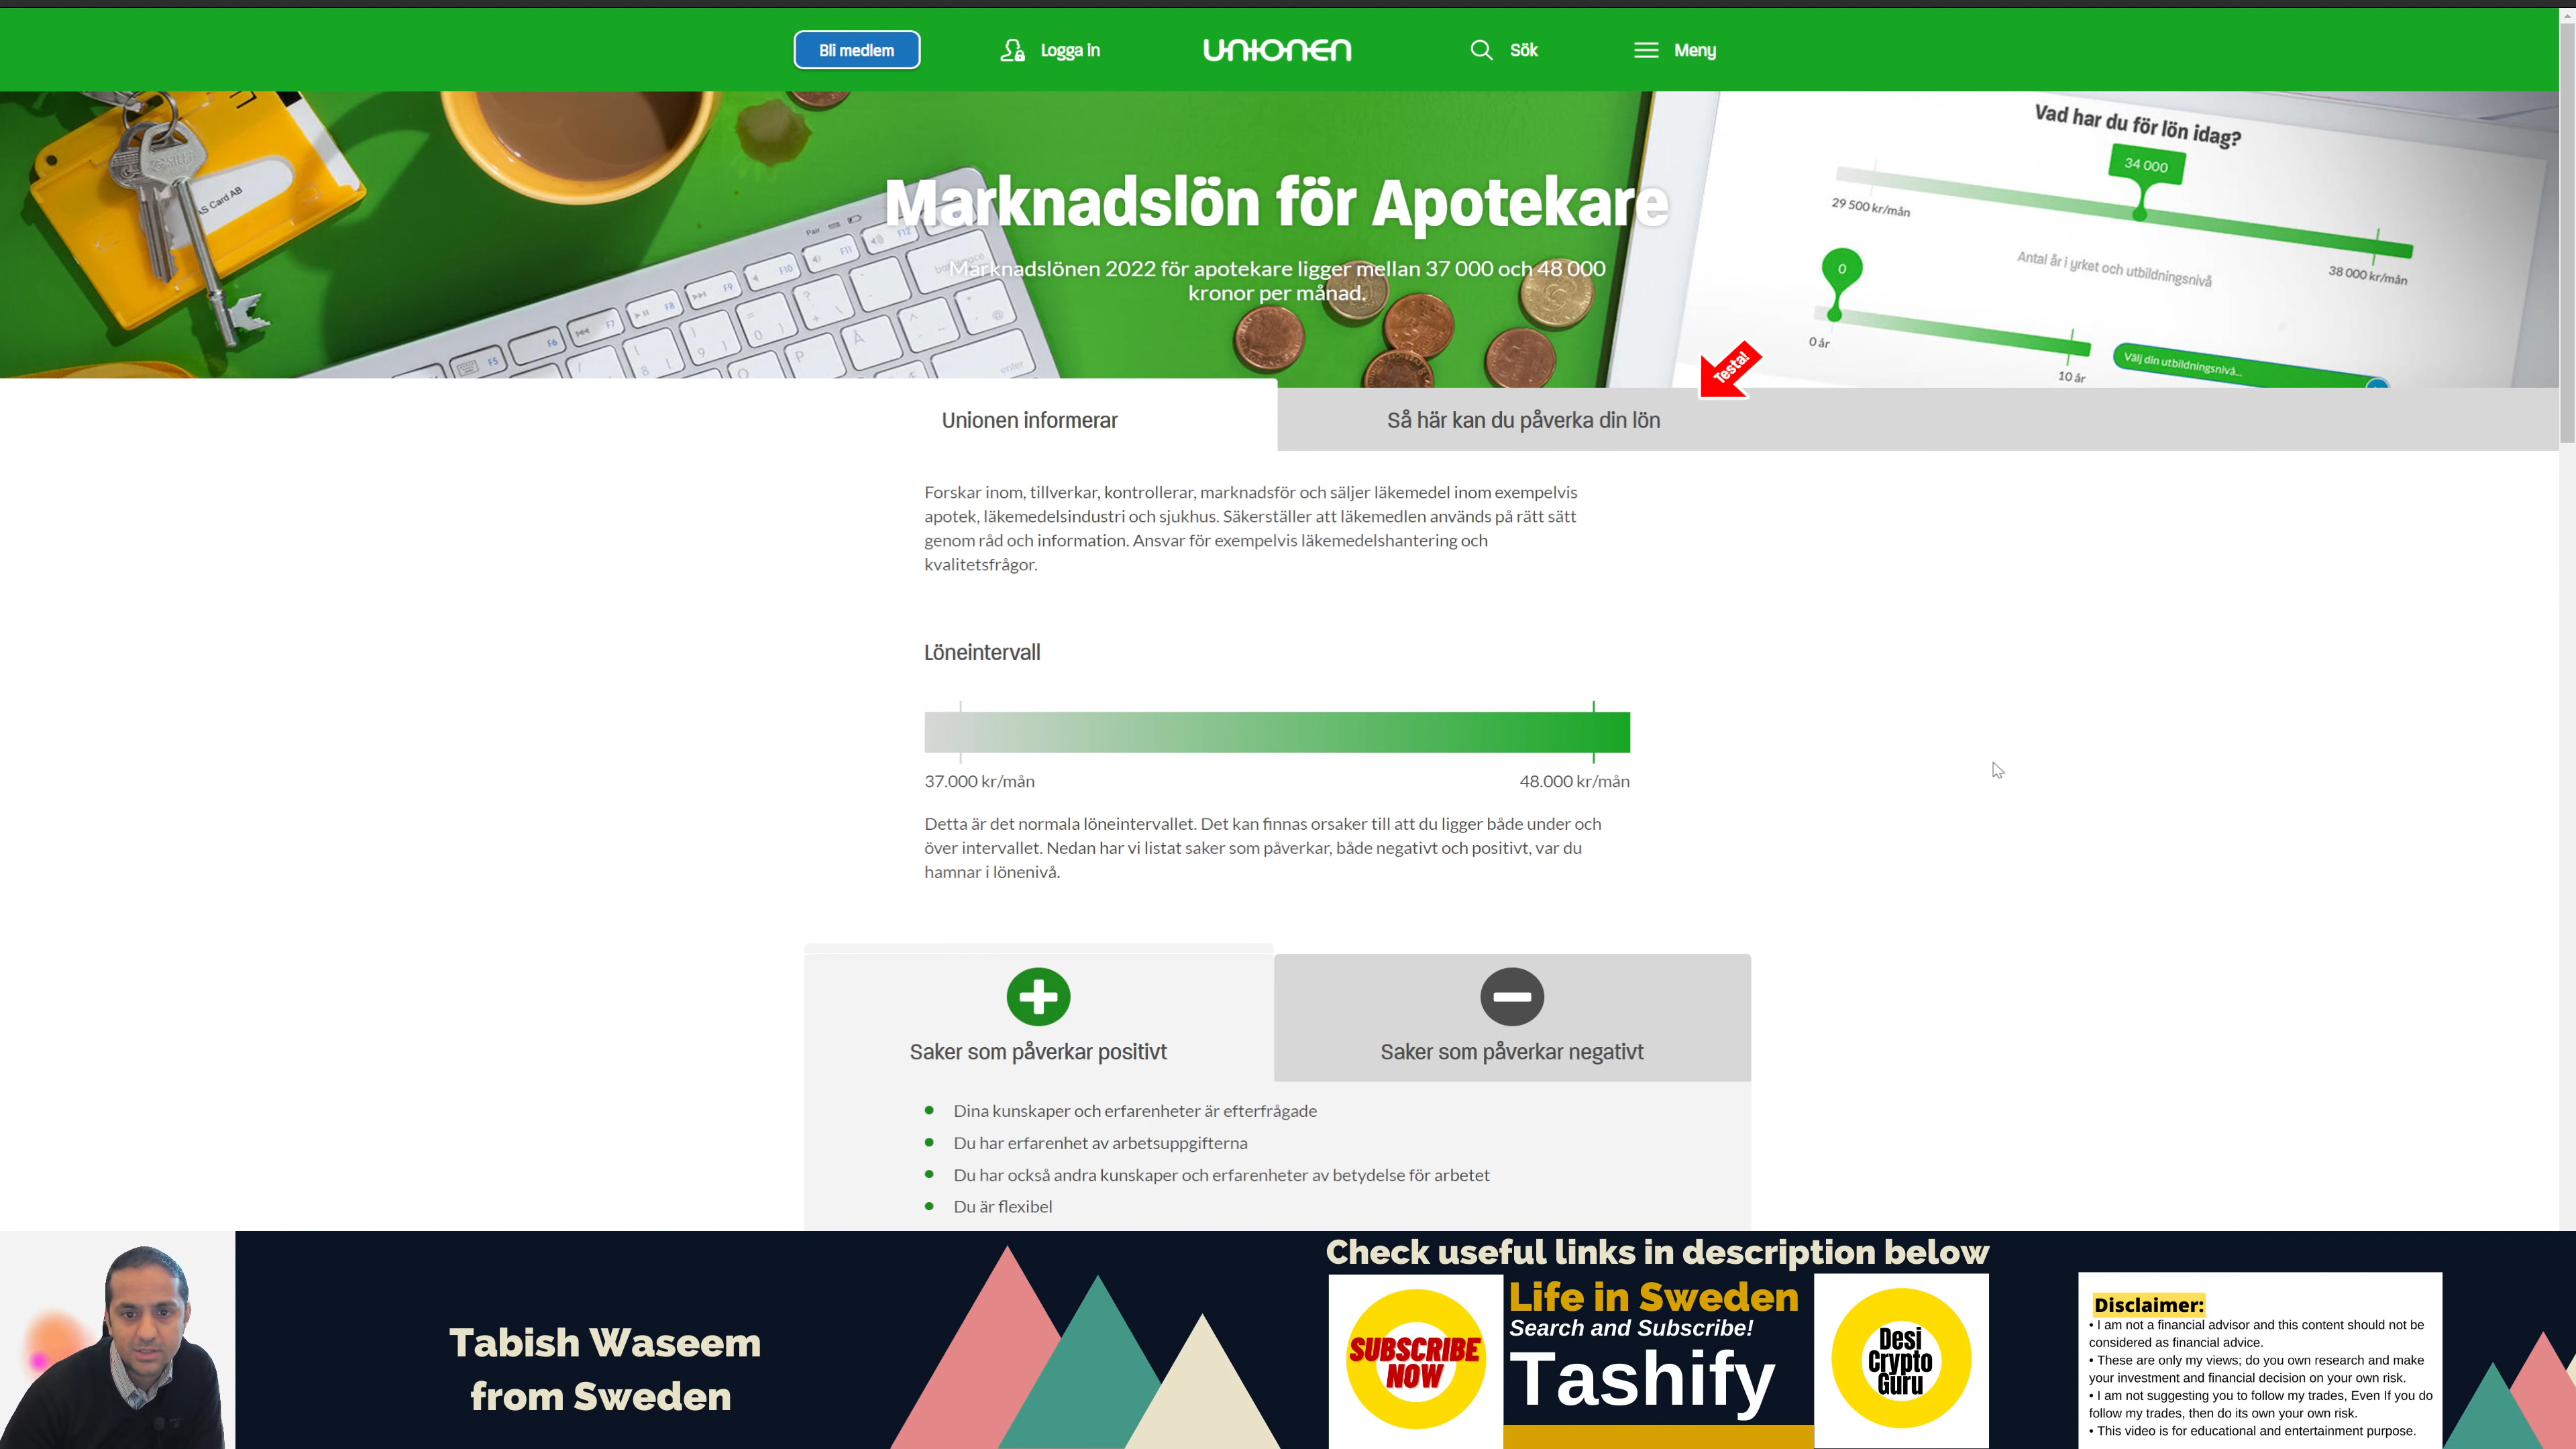 Bli medlem
Logga in
UNIONEN
Sök
Meny
AS Card AB
Vad har du för lön idag?
34 000
29 500 kr/mån
38 000 kr/mån
Antal år i yrket och utbildningsnivå
0
0 år
10 år
Välj din utbildningsnivå...
Marknadslön för Apotekare
Marknadslönen 2022 för apotekare ligger mellan 37 000 och 48 000
kronor per månad.
Pair
F5
F6
F7
F8
F9
F10
F11
F12
enter
Testa!
Unionen informerar
Så här kan du påverka din lön
Forskar inom, tillverkar, kontrollerar, marknadsför och säljer läkemedel inom exempelvis
apotek, läkemedelsindustri och sjukhus. Säkerställer att läkemedlen används på rätt sätt
genom råd och information. Ansvar för exempelvis läkemedelshantering och
kvalitetsfrågor.
Löneintervall
37.000 kr/mån
48.000 kr/mån
Detta är det normala löneintervallet. Det kan finnas orsaker till att du ligger både under och
över intervallet. Nedan har vi listat saker som påverkar, både negativt och positivt, var du
hamnar i lönenivå.
Saker som påverkar positivt
Saker som påverkar negativt
Dina kunskaper och erfarenheter är efterfrågade
Du har erfarenhet av arbetsuppgifterna
Du har också andra kunskaper och erfarenheter av betydelse för arbetet
Du är flexibel
Tabish Waseem
from Sweden
Check useful links in description below
SUBSCRIBE
NOW
Life in Sweden
Search and Subscribe!
Tashify
Desi
Crypto
Guru
Disclaimer:
• I am not a financial advisor and this content should not be
considered as financial advice.
• These are only my views; do you own research and make
your investment and financial decision on your own risk.
• I am not suggesting you to follow my trades, Even If you do
follow my trades, then do its own your own risk.
• This video is for educational and entertainment purpose.